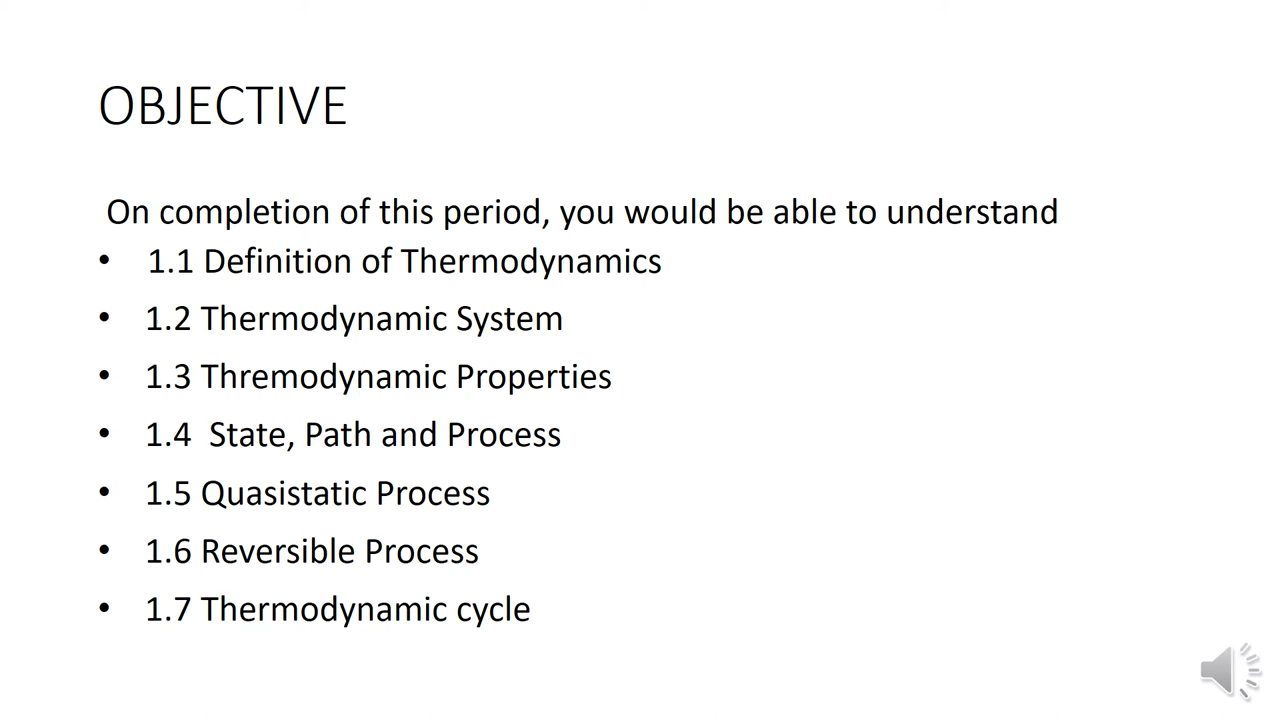 OBJECTIVE
On completion of this period, you would be able to understand
• 1.1 Definition of Thermodynamics
• 1.2 Thermodynamic System
• 1.3 Thremodynamic Properties
• 1.4 State, Path and Process
• 1.5 Quasistatic Process
• 1.6 Reversible Process
• 1.7 Thermodynamic cycle